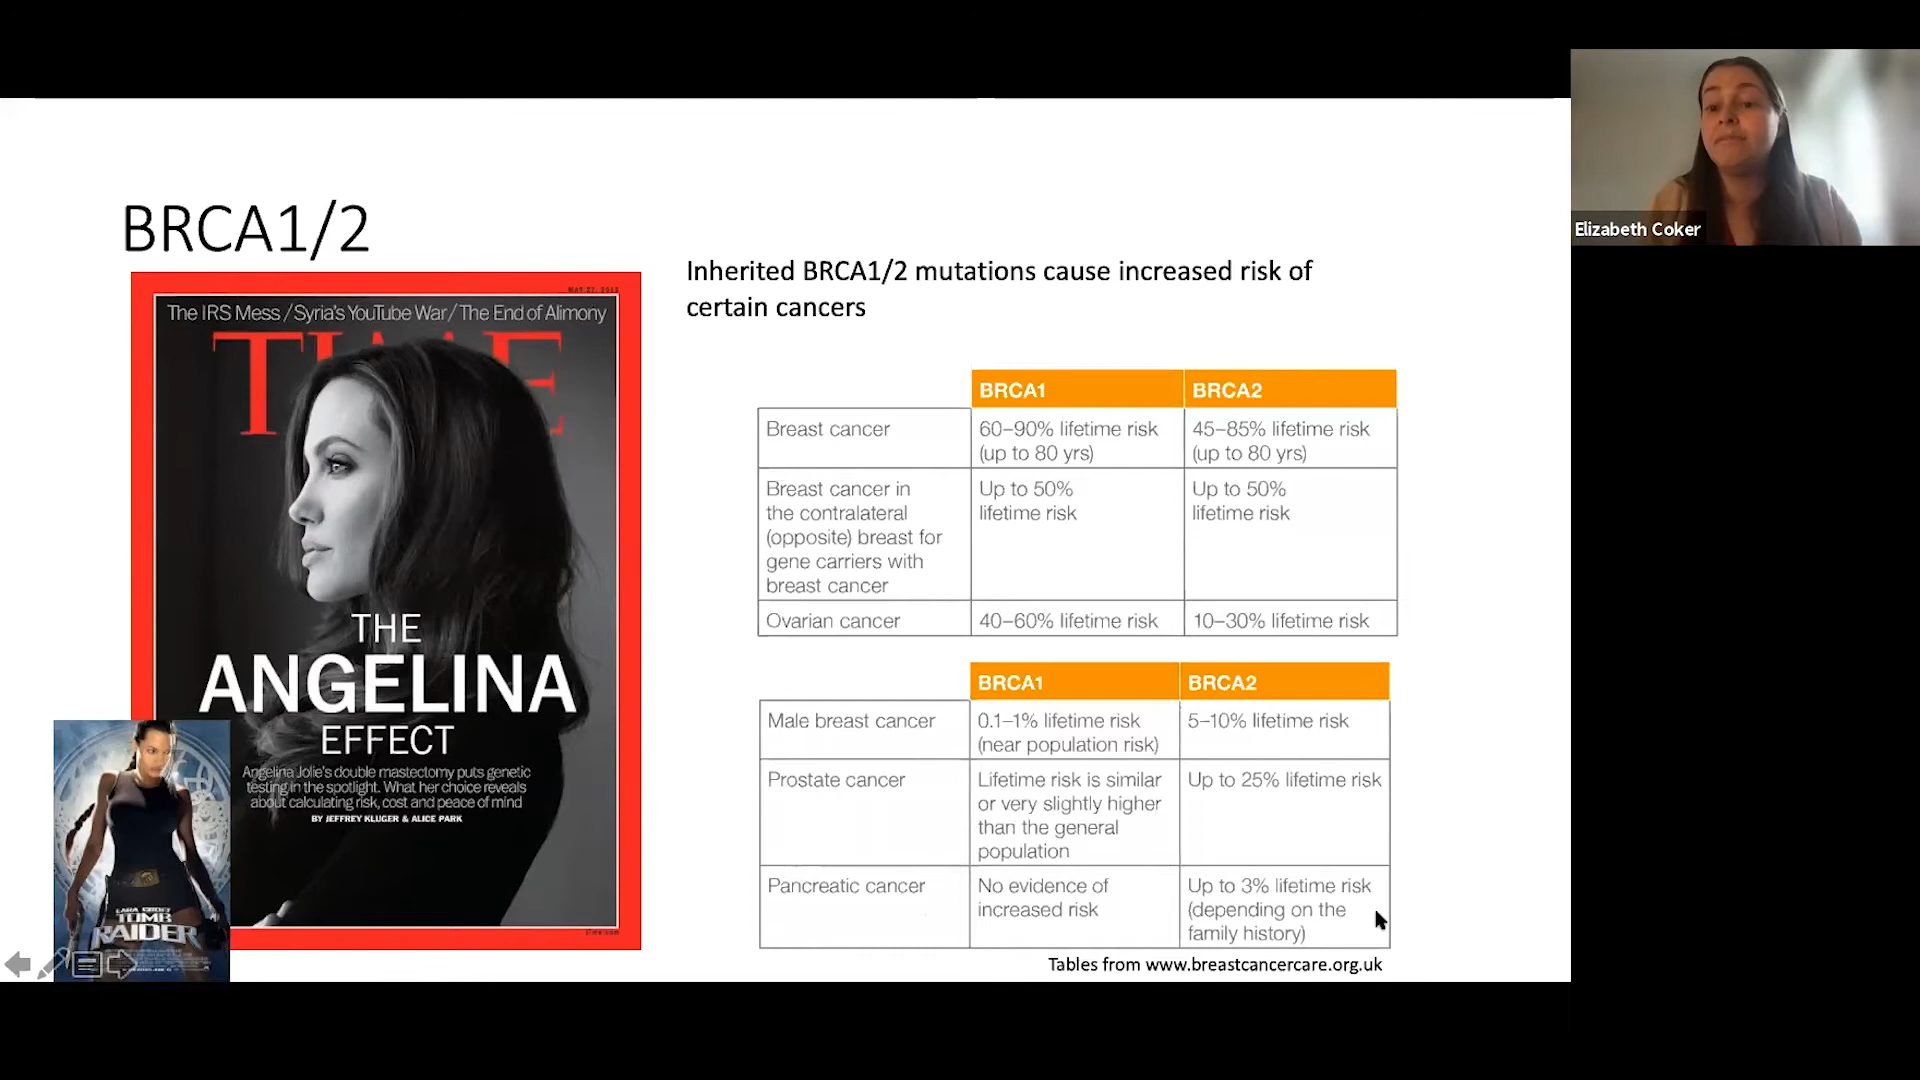 BRCA1/2
MAY 27, 2013
The IRS Mess/Syria's YouTube War/The End of Alimony
TIME
THE
ANGELINA
EFFECT
Angelina Jolie's double mastectomy puts genetic
testing in the spotlight. What her choice reveals
about calculating risk, cost and peace of mind
BY JEFFREY KLUGER & ALICE PARK
LARA CROFT
TOMB
RAIDER
Inherited BRCA1/2 mutations cause increased risk of
certain cancers
BRCA1 BRCA2
Breast cancer 60–90% lifetime risk 45–85% lifetime risk
(up to 80 yrs) (up to 80 yrs)
Breast cancer in Up to 50% Up to 50%
the contralateral lifetime risk lifetime risk
(opposite) breast for
gene carriers with
breast cancer
Ovarian cancer 40–60% lifetime risk 10–30% lifetime risk
BRCA1 BRCA2
Male breast cancer 0.1–1% lifetime risk 5–10% lifetime risk
(near population risk)
Prostate cancer Lifetime risk is similar Up to 25% lifetime risk
or very slightly higher
than the general
population
Pancreatic cancer No evidence of Up to 3% lifetime risk
increased risk (depending on the
family history)
Tables from www.breastcancercare.org.uk
Elizabeth Coker